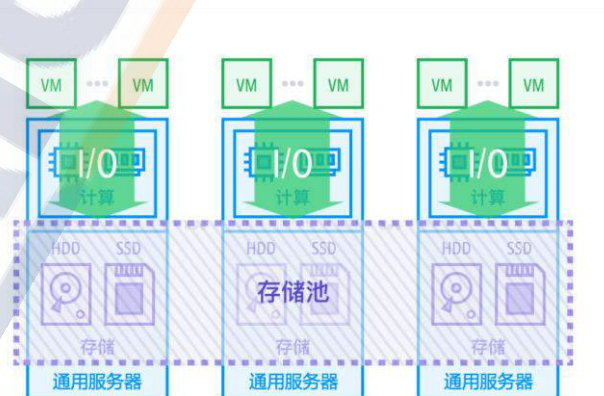 VM ••• VM VM ••• VM VM ••• VM
I/O I/O I/O
计算 计算 计算
HDD SSD HDD SSD HDD SSD
存储池
存储 存储 存储
通用服务器 通用服务器 通用服务器